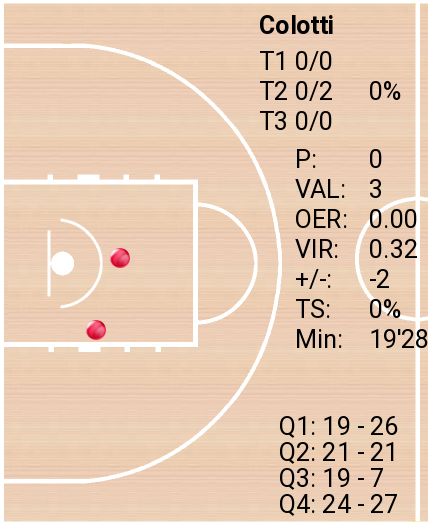 Colotti
T1 0/0
T2 0/2 0%
T3 0/0
P: 0
VAL: 3
OER: 0.00
VIR: 0.32
+/-: -2
TS: 0%
Min: 19'28
Q1: 19 - 26
Q2: 21 - 21
Q3: 19 - 7
Q4: 24 - 27